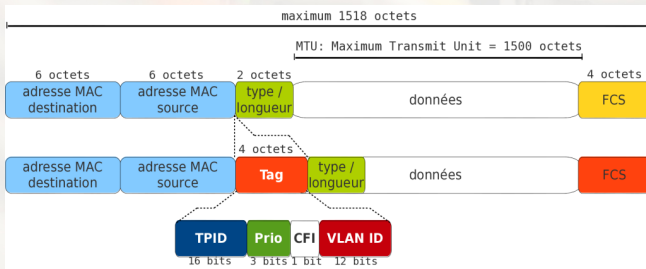 maximum 1518 octets
MTU: Maximum Transmit Unit = 1500 octets
6 octets 6 octets 2 octets 4 octets
adresse MAC destination
adresse MAC source
type / longueur
données
FCS
4 octets
adresse MAC destination
adresse MAC source
Tag
type / longueur
données
FCS
TPID Prio CFI VLAN ID
16 bits 3 bits 1 bit 12 bits